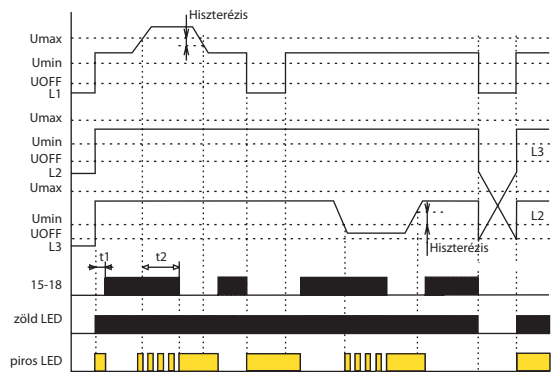 Hiszterézis
Umax
Umin
UOFF
L1
Umax
Umin
UOFF
L2
L3
Umax
Umin
UOFF
L3
L2
Hiszterézis
t1
t2
15-18
zöld LED
piros LED